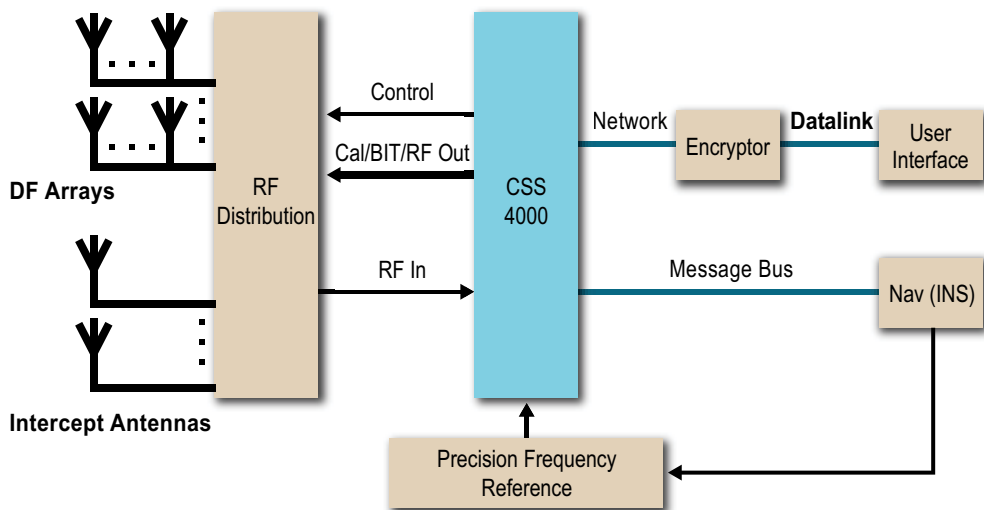 DF Arrays
Intercept Antennas
RF
Distribution
Control
Cal/BIT/RF Out
RF In
CSS
4000
Network
Encryptor
Datalink
User
Interface
Message Bus
Nav (INS)
Precision Frequency
Reference